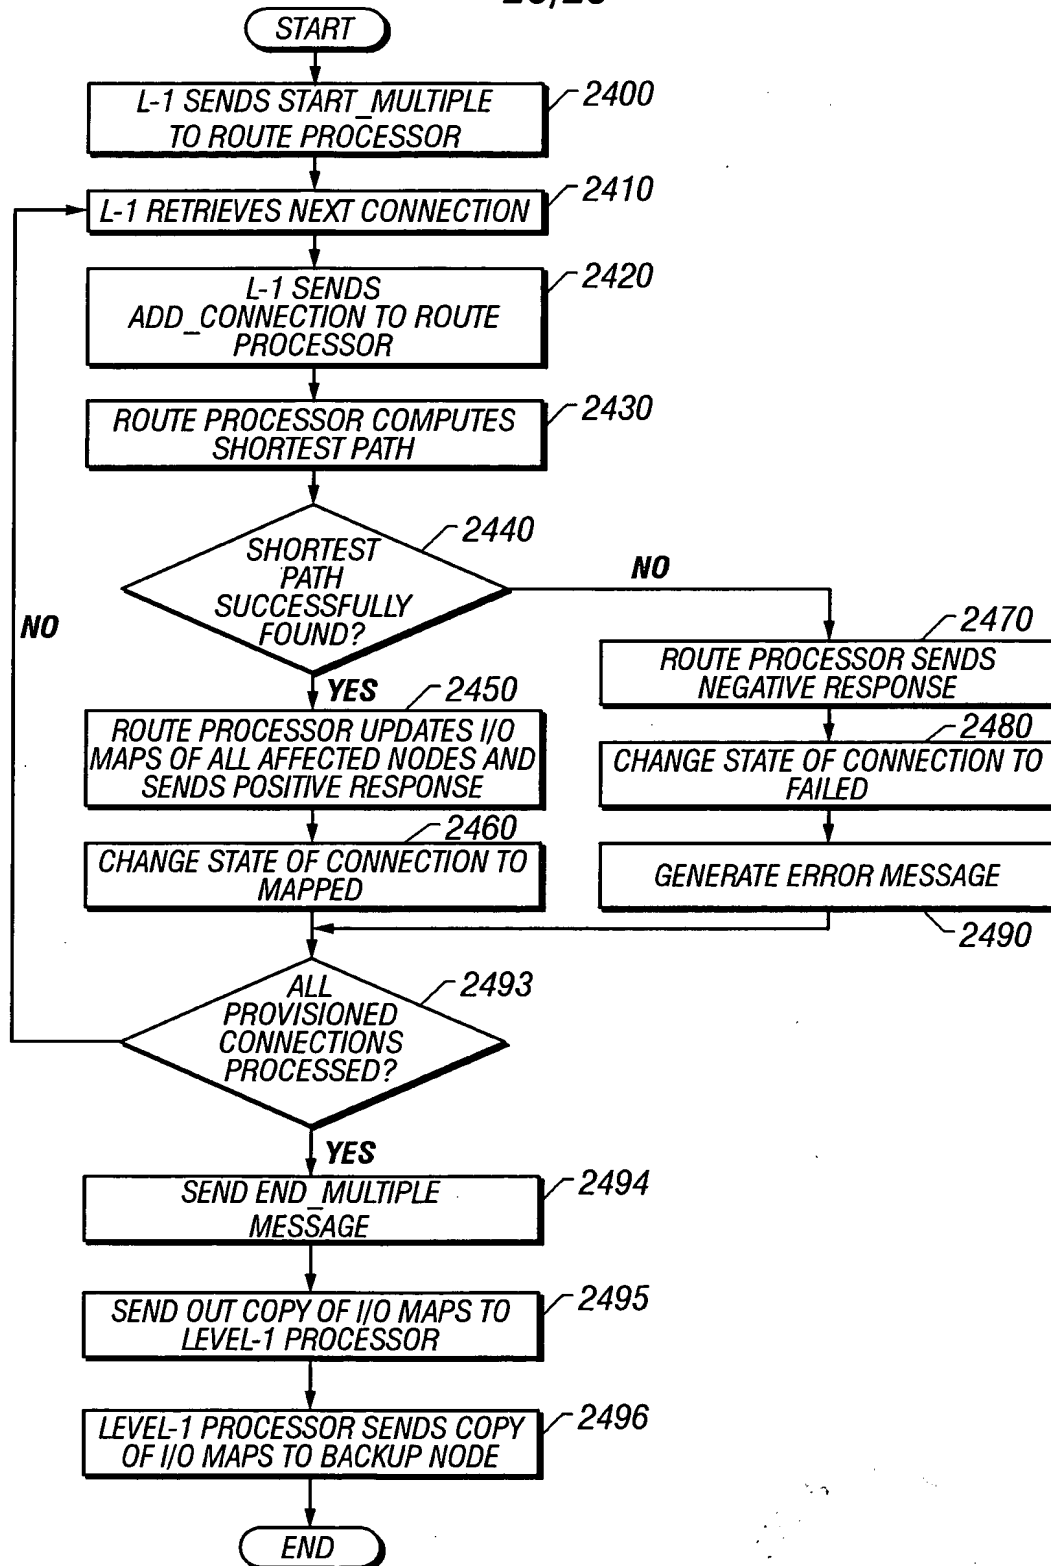 START
L-1 SENDS START_MULTIPLE
TO ROUTE PROCESSOR
2400
L-1 RETRIEVES NEXT CONNECTION
2410
L-1 SENDS
ADD_CONNECTION TO ROUTE
PROCESSOR
2420
ROUTE PROCESSOR COMPUTES
SHORTEST PATH
2430
SHORTEST
PATH
SUCCESSFULLY
FOUND?
2440
NO
NO
YES
2450
ROUTE PROCESSOR UPDATES I/O
MAPS OF ALL AFFECTED NODES AND
SENDS POSITIVE RESPONSE
2460
CHANGE STATE OF CONNECTION TO
MAPPED
2470
ROUTE PROCESSOR SENDS
NEGATIVE RESPONSE
2480
CHANGE STATE OF CONNECTION TO
FAILED
GENERATE ERROR MESSAGE
2490
ALL
PROVISIONED
CONNECTIONS
PROCESSED?
2493
YES
SEND END_MULTIPLE
MESSAGE
2494
SEND OUT COPY OF I/O MAPS TO
LEVEL-1 PROCESSOR
2495
LEVEL-1 PROCESSOR SENDS COPY
OF I/O MAPS TO BACKUP NODE
2496
END